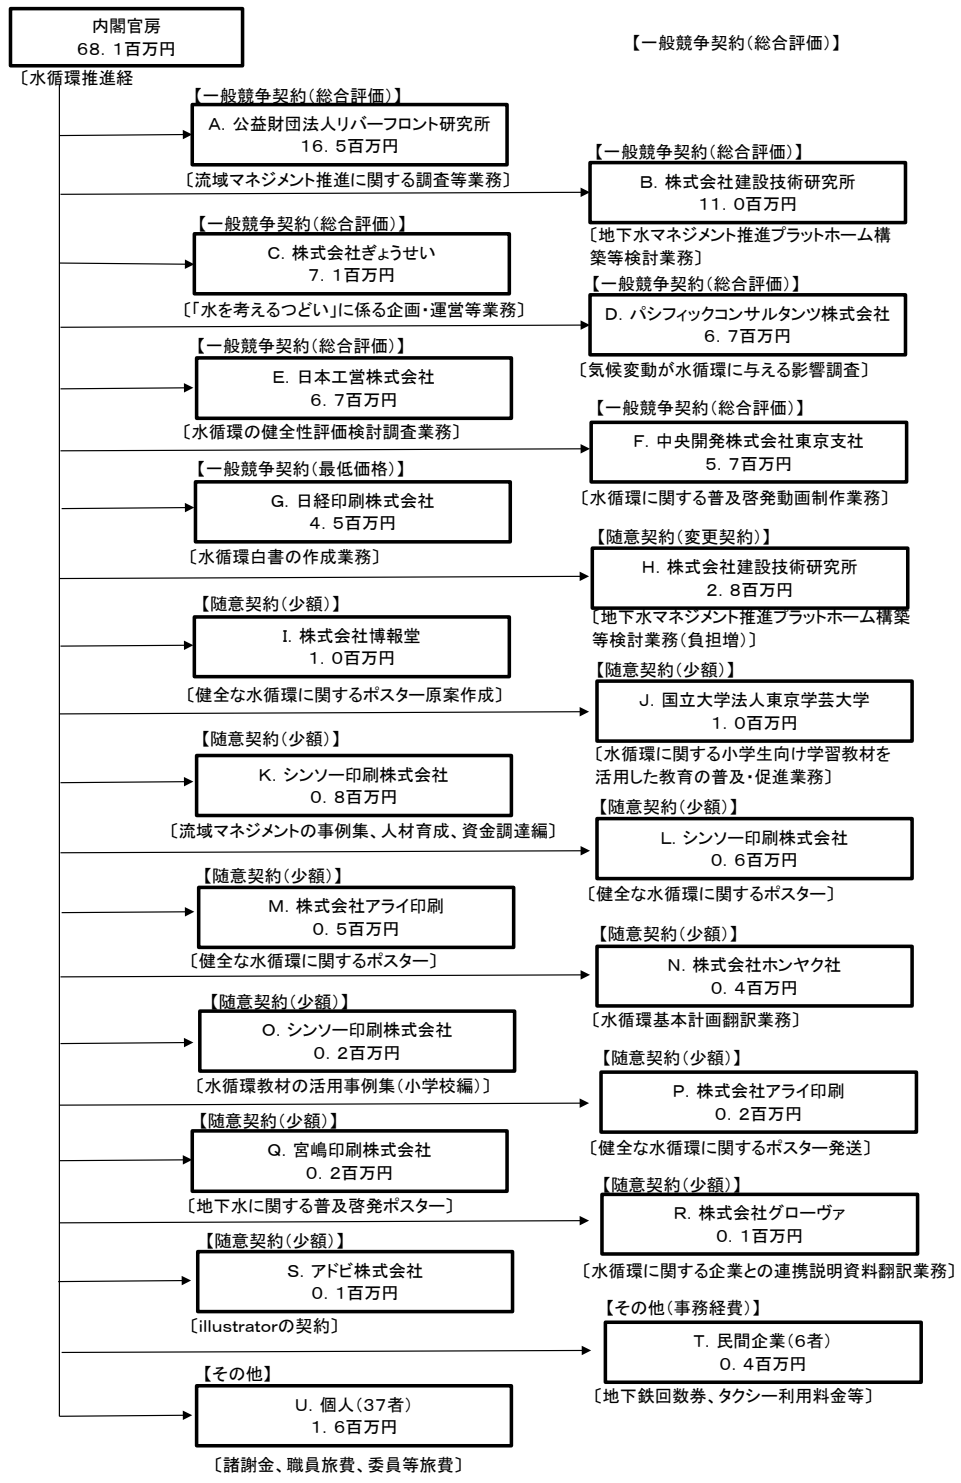 内閣官房
68．1百万円
〔水循環推進経
【一般競争契約（総合評価）】
【一般競争契約（総合評価）】
A．公益財団法人リバーフロント研究所
16．5百万円
〔流域マネジメント推進に関する調査等業務〕
【一般競争契約（総合評価）】
B．株式会社建設技術研究所
11．0百万円
〔地下水マネジメント推進プラットホーム構
築等検討業務〕
【一般競争契約（総合評価）】
C．株式会社ぎょうせい
7．1百万円
〔「水を考えるつどい」に係る企画・運営等業務〕
【一般競争契約（総合評価）】
D．パシフィックコンサルタンツ株式会社
6．7百万円
〔気候変動が水循環に与える影響調査〕
【一般競争契約（総合評価）】
E．日本工営株式会社
6．7百万円
〔水循環の健全性評価検討調査業務〕
【一般競争契約（総合評価）】
F．中央開発株式会社東京支社
5．7百万円
〔水循環に関する普及啓発動画制作業務〕
【一般競争契約（最低価格）】
G．日経印刷株式会社
4．5百万円
〔水循環白書の作成業務〕
【随意契約（変更契約）】
H．株式会社建設技術研究所
2．8百万円
〔地下水マネジメント推進プラットホーム構築
等検討業務（負担増）〕
【随意契約（少額）】
I．株式会社博報堂
1．0百万円
〔健全な水循環に関するポスター原案作成〕
【随意契約（少額）】
J．国立大学法人東京学芸大学
1．0百万円
〔水循環に関する小学生向け学習教材を
活用した教育の普及・促進業務〕
【随意契約（少額）】
K．シンソー印刷株式会社
0．8百万円
〔流域マネジメントの事例集、人材育成、資金調達編〕
【随意契約（少額）】
L．シンソー印刷株式会社
0．6百万円
〔健全な水循環に関するポスター〕
【随意契約（少額）】
M．株式会社アライ印刷
0．5百万円
〔健全な水循環に関するポスター〕
【随意契約（少額）】
N．株式会社ホンヤク社
0．4百万円
〔水循環基本計画翻訳業務〕
【随意契約（少額）】
O．シンソー印刷株式会社
0．2百万円
〔水循環教材の活用事例集（小学校編）〕
【随意契約（少額）】
P．株式会社アライ印刷
0．2百万円
〔健全な水循環に関するポスター発送〕
【随意契約（少額）】
Q．宮嶋印刷株式会社
0．2百万円
〔地下水に関する普及啓発ポスター〕
【随意契約（少額）】
R．株式会社グローヴァ
0．1百万円
〔水循環に関する企業との連携説明資料翻訳業務〕
【随意契約（少額）】
S．アドビ株式会社
0．1百万円
〔illustratorの契約〕
【その他（事務経費）】
T．民間企業（6者）
0．4百万円
〔地下鉄回数券、タクシー利用料金等〕
【その他】
U．個人（37者）
1．6百万円
〔諸謝金、職員旅費、委員等旅費〕